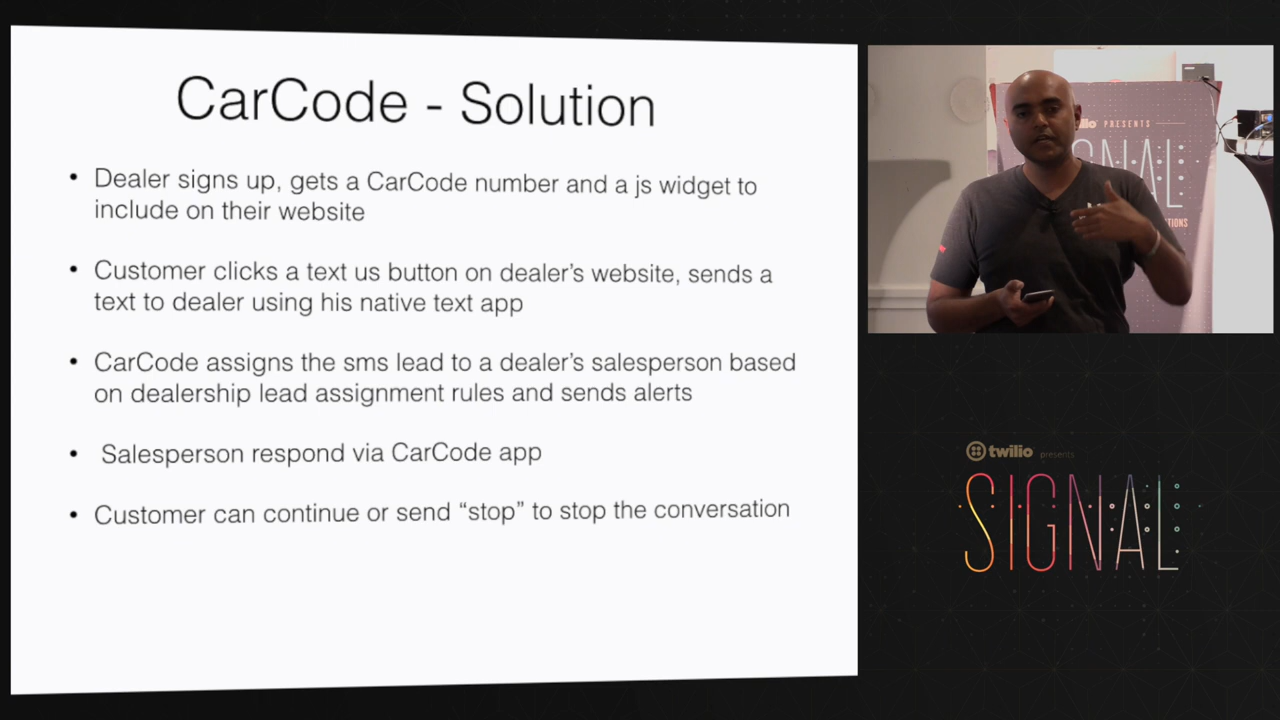 CarCode - Solution
• Dealer signs up, gets a CarCode number and a js widget to
include on their website
• Customer clicks a text us button on dealer's website, sends a
text to dealer using his native text app
• CarCode assigns the sms lead to a dealer's salesperson based
on dealership lead assignment rules and sends alerts
• Salesperson respond via CarCode app
• Customer can continue or send “stop” to stop the conversation
PRESENTS
twilio presents
SIGNAL